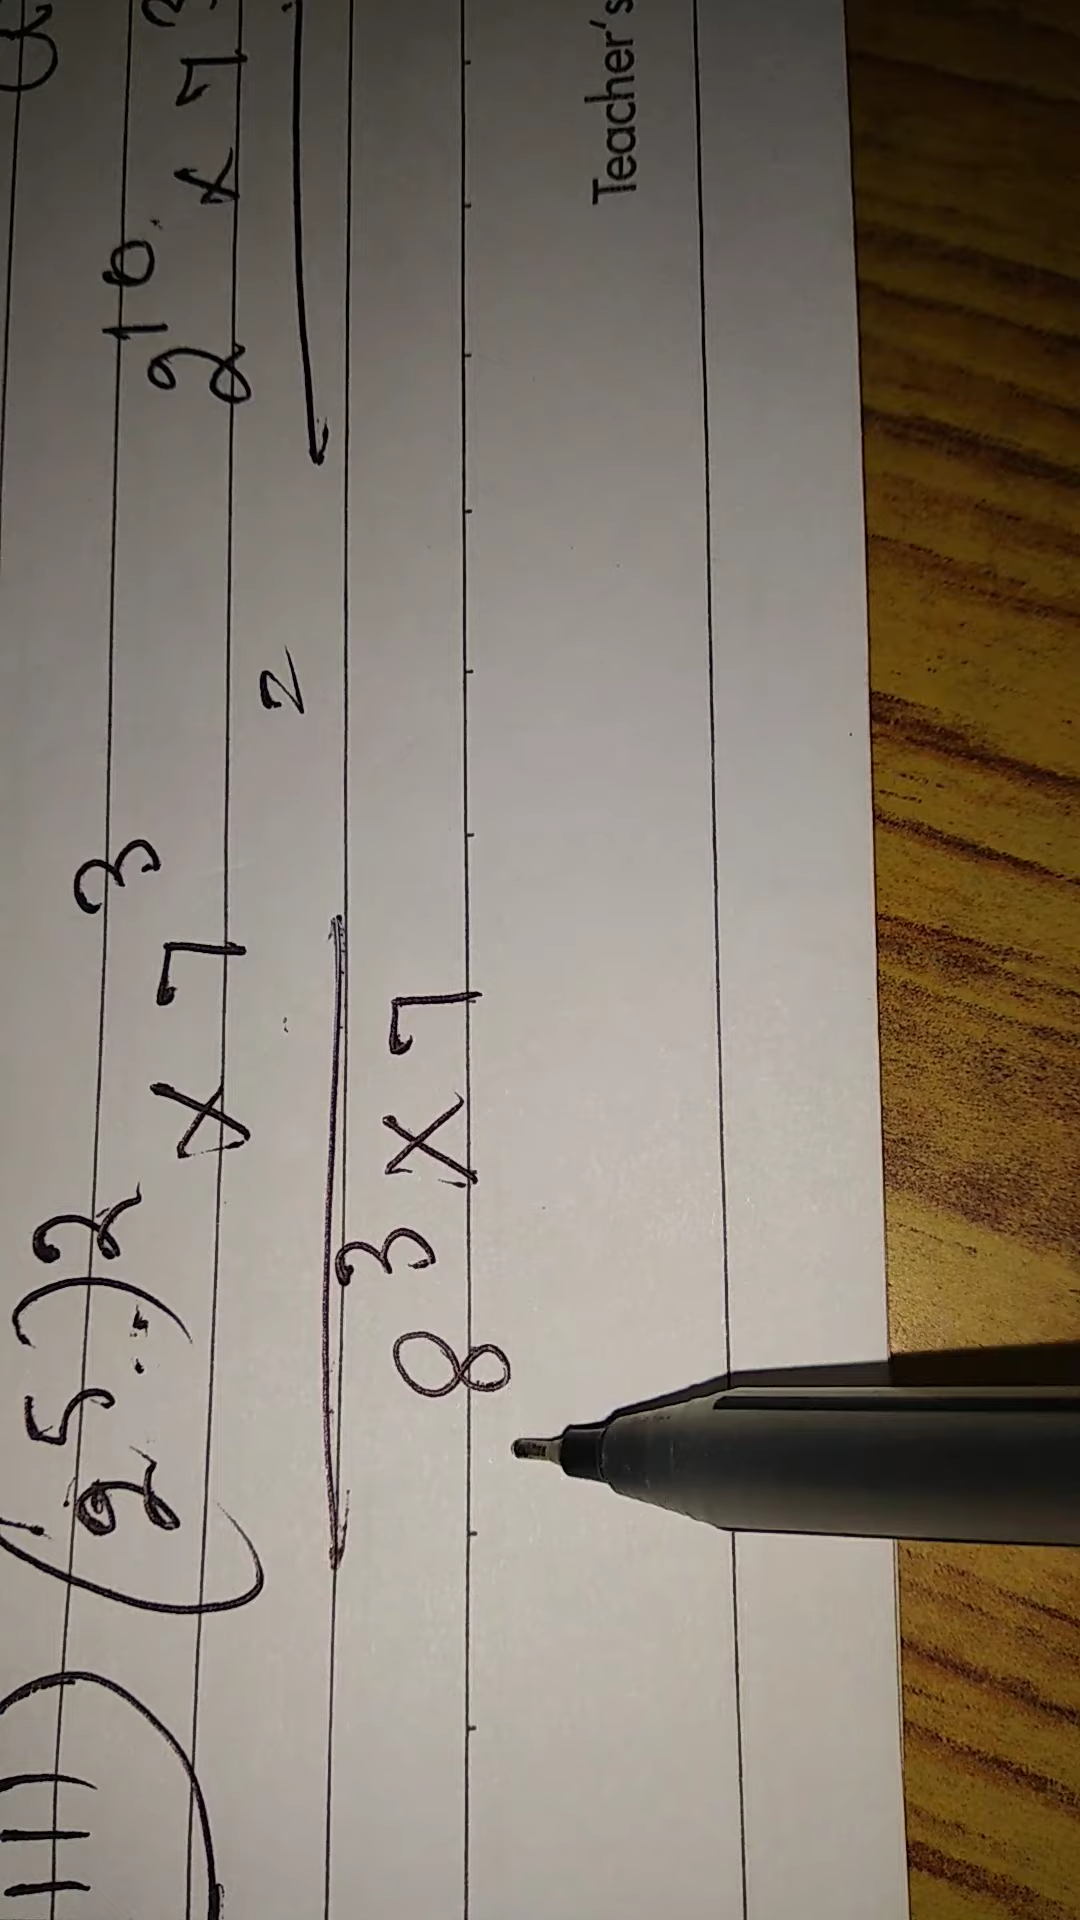 III) (2⁵)² × 7³ = 2¹⁰ × 7³
8³ × 7
Teacher's